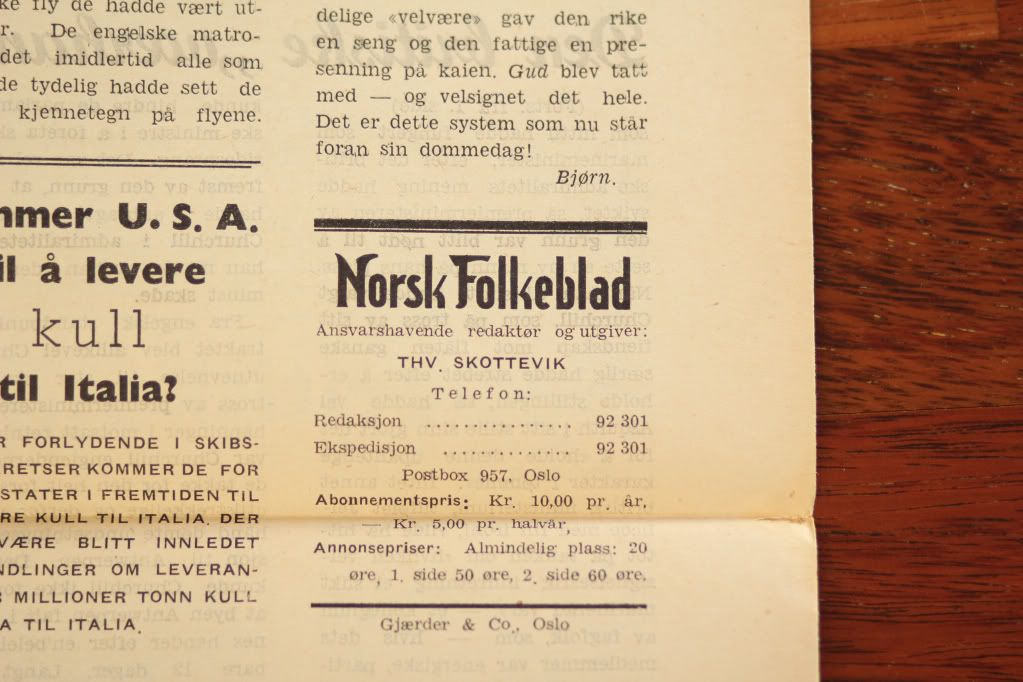 ke fly de hadde vært ut-
r. De engelske matro-
det imidlertid alle som
de tydelig hadde sett de
kjennetegn på flyene.
mmer U. S. A.
il å levere
kull
til Italia?
R FORLYDENDE I SKIBS-
RETSER KOMMER DE FOR
STATER I FREMTIDEN TIL
RE KULL TIL ITALIA. DER
VÆRE BLITT INNLEDET
NDLINGER OM LEVERAN-
MILLIONER TONN KULL
A TIL ITALIA.
delige «velvære» gav den rike
en seng og den fattige en pre-
senning på kaien. Gud blev tatt
med — og velsignet det hele.
Det er dette system som nu står
foran sin dommedag!
Bjørn.
Norsk Folkeblad
Ansvarshavende redaktør og utgiver:
THV. SKOTTEVIK
Telefon:
Redaksjon .............. 92 301
Ekspedisjon ............ 92 301
Postbox 957, Oslo
Abonnementspris: Kr. 10,00 pr. år,
— Kr. 5,00 pr. halvår,
Annonsepriser: Almindelig plass: 20
øre, 1. side 50 øre, 2. side 60 øre.
Gjærder & Co., Oslo